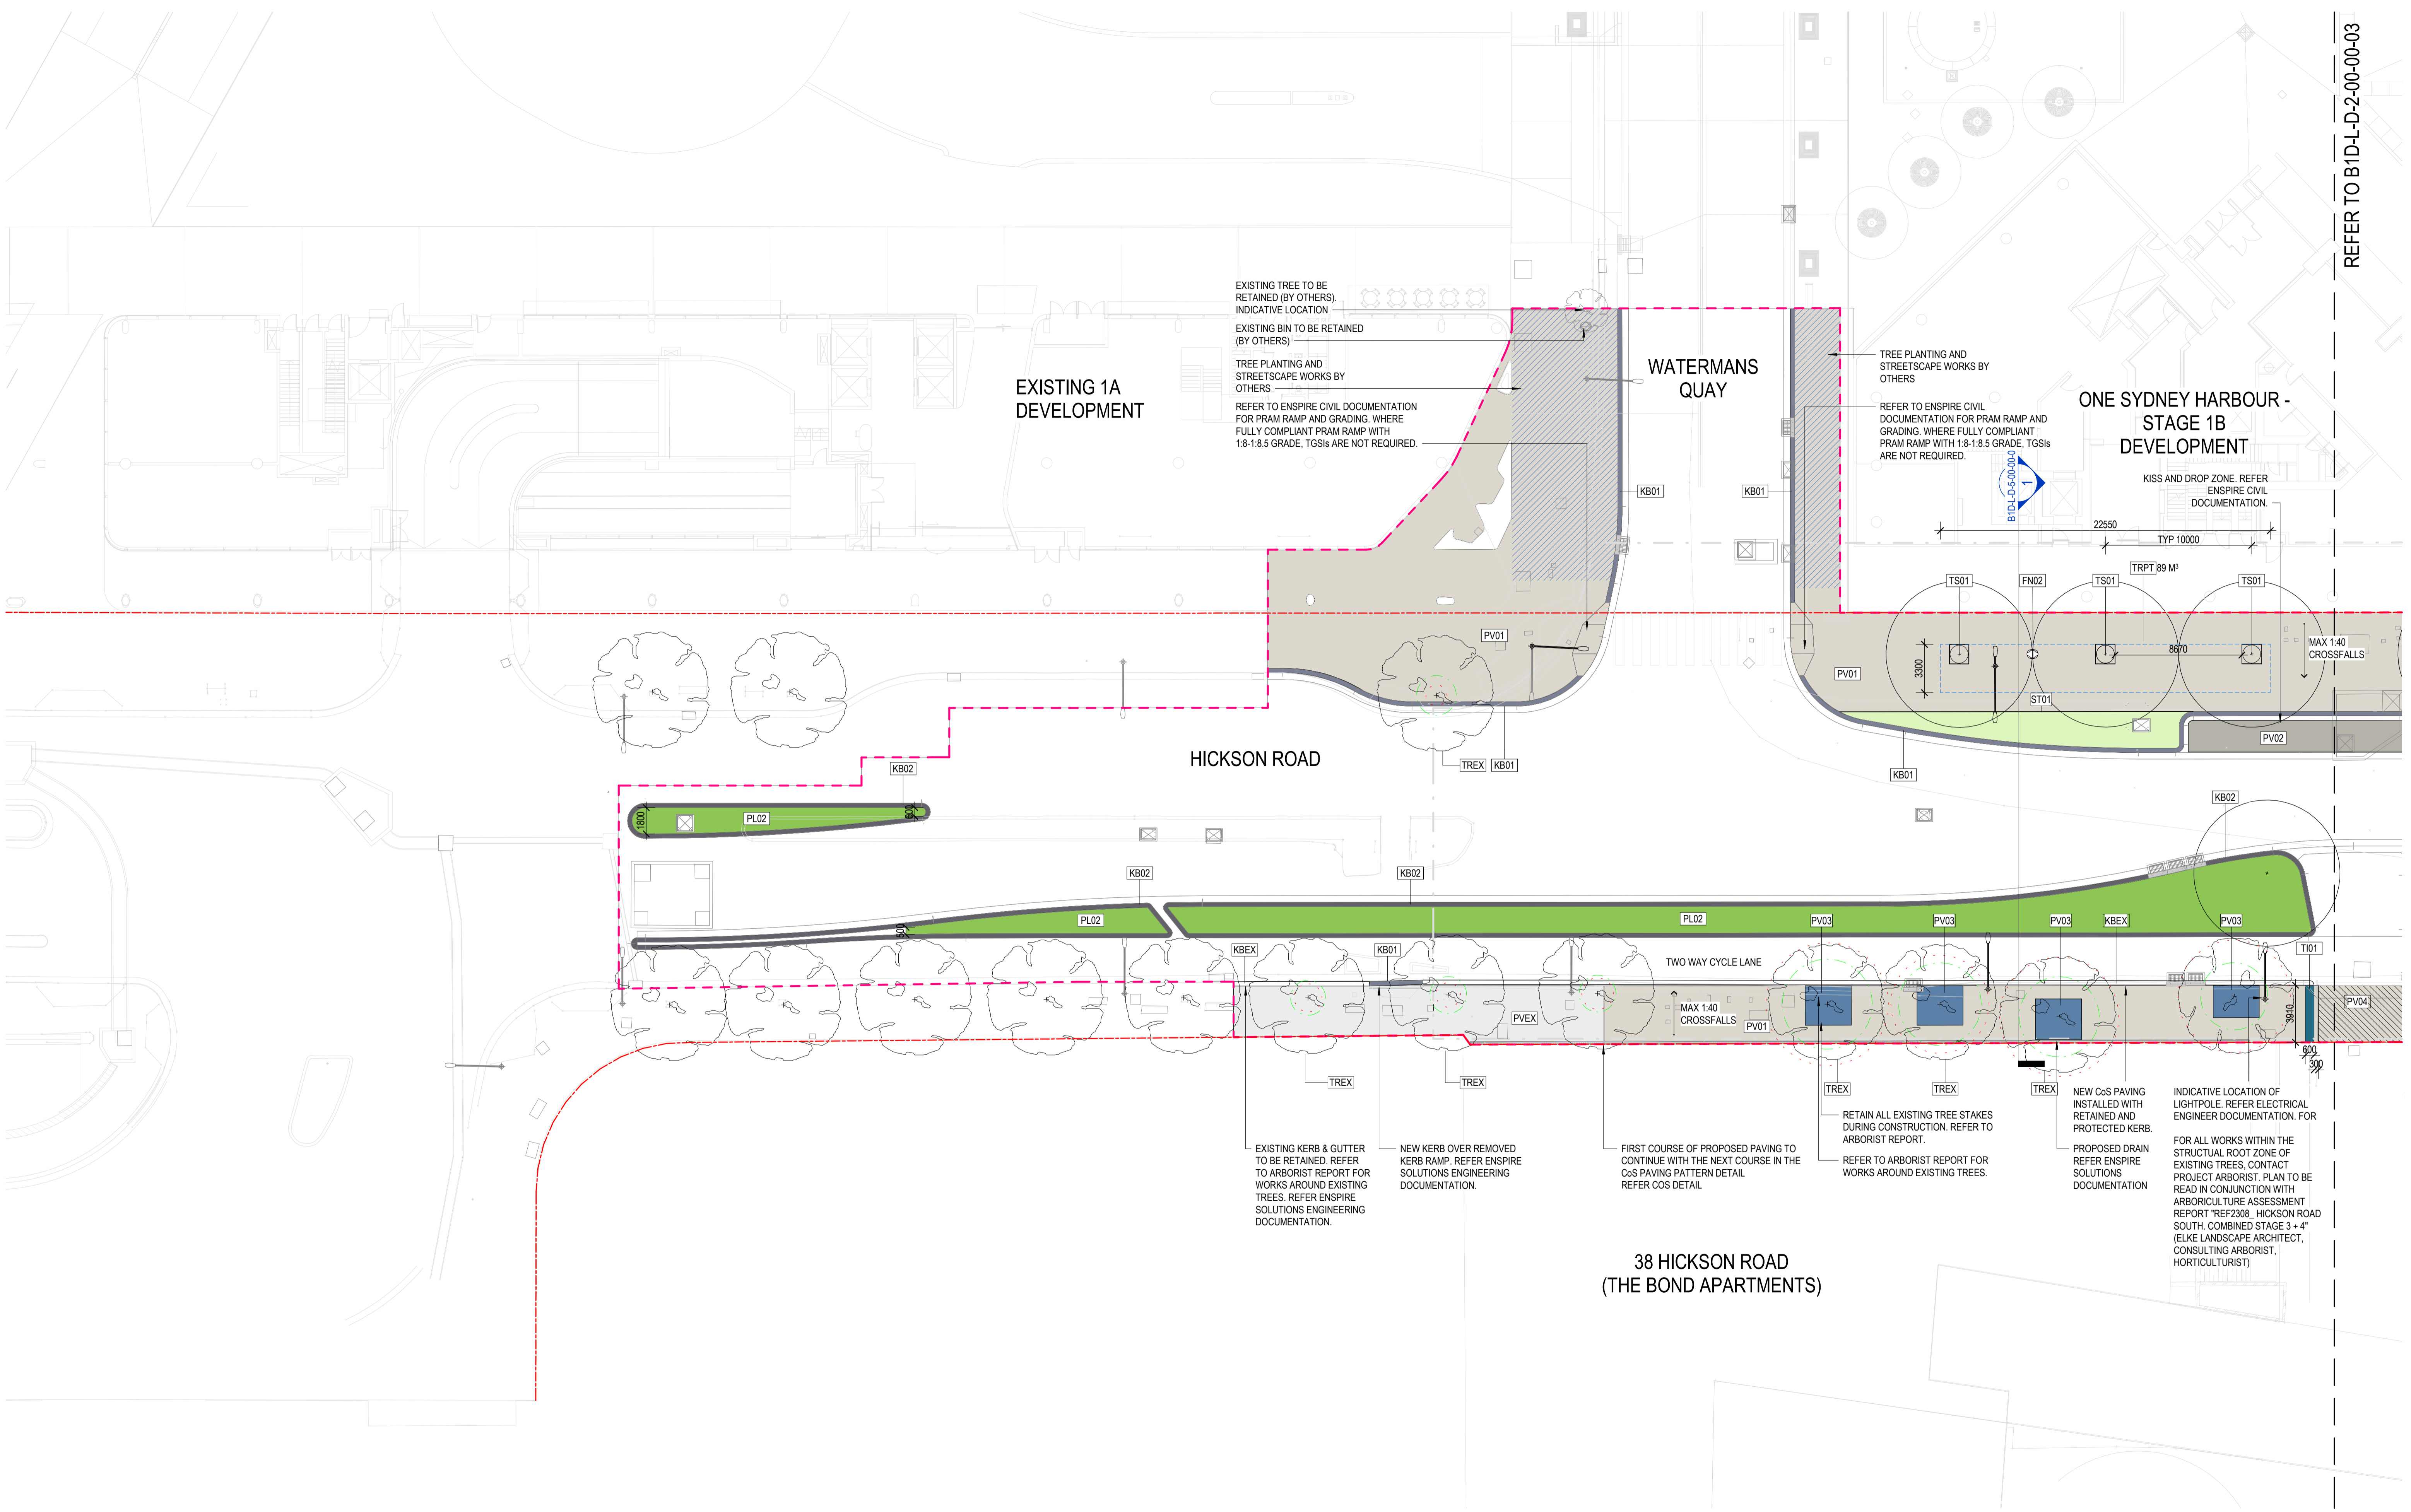 REFER TO B1D-L-D-2-00-00-03
EXISTING TREE TO BE
RETAINED (BY OTHERS).
INDICATIVE LOCATION
EXISTING BIN TO BE RETAINED
(BY OTHERS)
TREE PLANTING AND
STREETSCAPE WORKS BY
OTHERS
REFER TO ENSPIRE CIVIL DOCUMENTATION
FOR PRAM RAMP AND GRADING. WHERE
FULLY COMPLIANT PRAM RAMP WITH
1:8-1:8.5 GRADE, TGSIs ARE NOT REQUIRED.
EXISTING 1A
DEVELOPMENT
WATERMANS
QUAY
TREE PLANTING AND
STREETSCAPE WORKS BY
OTHERS
REFER TO ENSPIRE CIVIL
DOCUMENTATION FOR PRAM RAMP AND
GRADING. WHERE FULLY COMPLIANT
PRAM RAMP WITH 1:8-1:8.5 GRADE, TGSIs
ARE NOT REQUIRED.
ONE SYDNEY HARBOUR -
STAGE 1B
DEVELOPMENT
KISS AND DROP ZONE. REFER
ENSPIRE CIVIL
DOCUMENTATION.
B1D-L-D-5-00-00-0
1
KB01
KB01
22550
TYP 10000
TRPT 89 M³
TS01
FN02
TS01
TS01
PV01
MAX 1:40
CROSSFALLS
8670
3300
PV01
ST01
PV02
HICKSON ROAD
TREX
KB01
KB01
KB02
KB02
1800
PL02
600
KB02
KB02
500
PL02
PL02
PV03
PV03
PV03
KBEX
PV03
KBEX
KB01
TWO WAY CYCLE LANE
TI01
PV04
PVEX
MAX 1:40
CROSSFALLS
PV01
3910
600
300
TREX
TREX
TREX
TREX
TREX
EXISTING KERB & GUTTER
TO BE RETAINED. REFER
TO ARBORIST REPORT FOR
WORKS AROUND EXISTING
TREES. REFER ENSPIRE
SOLUTIONS ENGINEERING
DOCUMENTATION.
NEW KERB OVER REMOVED
KERB RAMP. REFER ENSPIRE
SOLUTIONS ENGINEERING
DOCUMENTATION.
FIRST COURSE OF PROPOSED PAVING TO
CONTINUE WITH THE NEXT COURSE IN THE
CoS PAVING PATTERN DETAIL
REFER COS DETAIL
RETAIN ALL EXISTING TREE STAKES
DURING CONSTRUCTION. REFER TO
ARBORIST REPORT.
REFER TO ARBORIST REPORT FOR
WORKS AROUND EXISTING TREES.
NEW CoS PAVING
INSTALLED WITH
RETAINED AND
PROTECTED KERB.
PROPOSED DRAIN
REFER ENSPIRE
SOLUTIONS
DOCUMENTATION
INDICATIVE LOCATION OF
LIGHTPOLE. REFER ELECTRICAL
ENGINEER DOCUMENTATION. FOR
FOR ALL WORKS WITHIN THE
STRUCTUAL ROOT ZONE OF
EXISTING TREES, CONTACT
PROJECT ARBORIST. PLAN TO BE
READ IN CONJUNCTION WITH
ARBORICULTURE ASSESSMENT
REPORT "REF2308_ HICKSON ROAD
SOUTH. COMBINED STAGE 3 + 4"
(ELKE LANDSCAPE ARCHITECT,
CONSULTING ARBORIST,
HORTICULTURIST)
38 HICKSON ROAD
(THE BOND APARTMENTS)